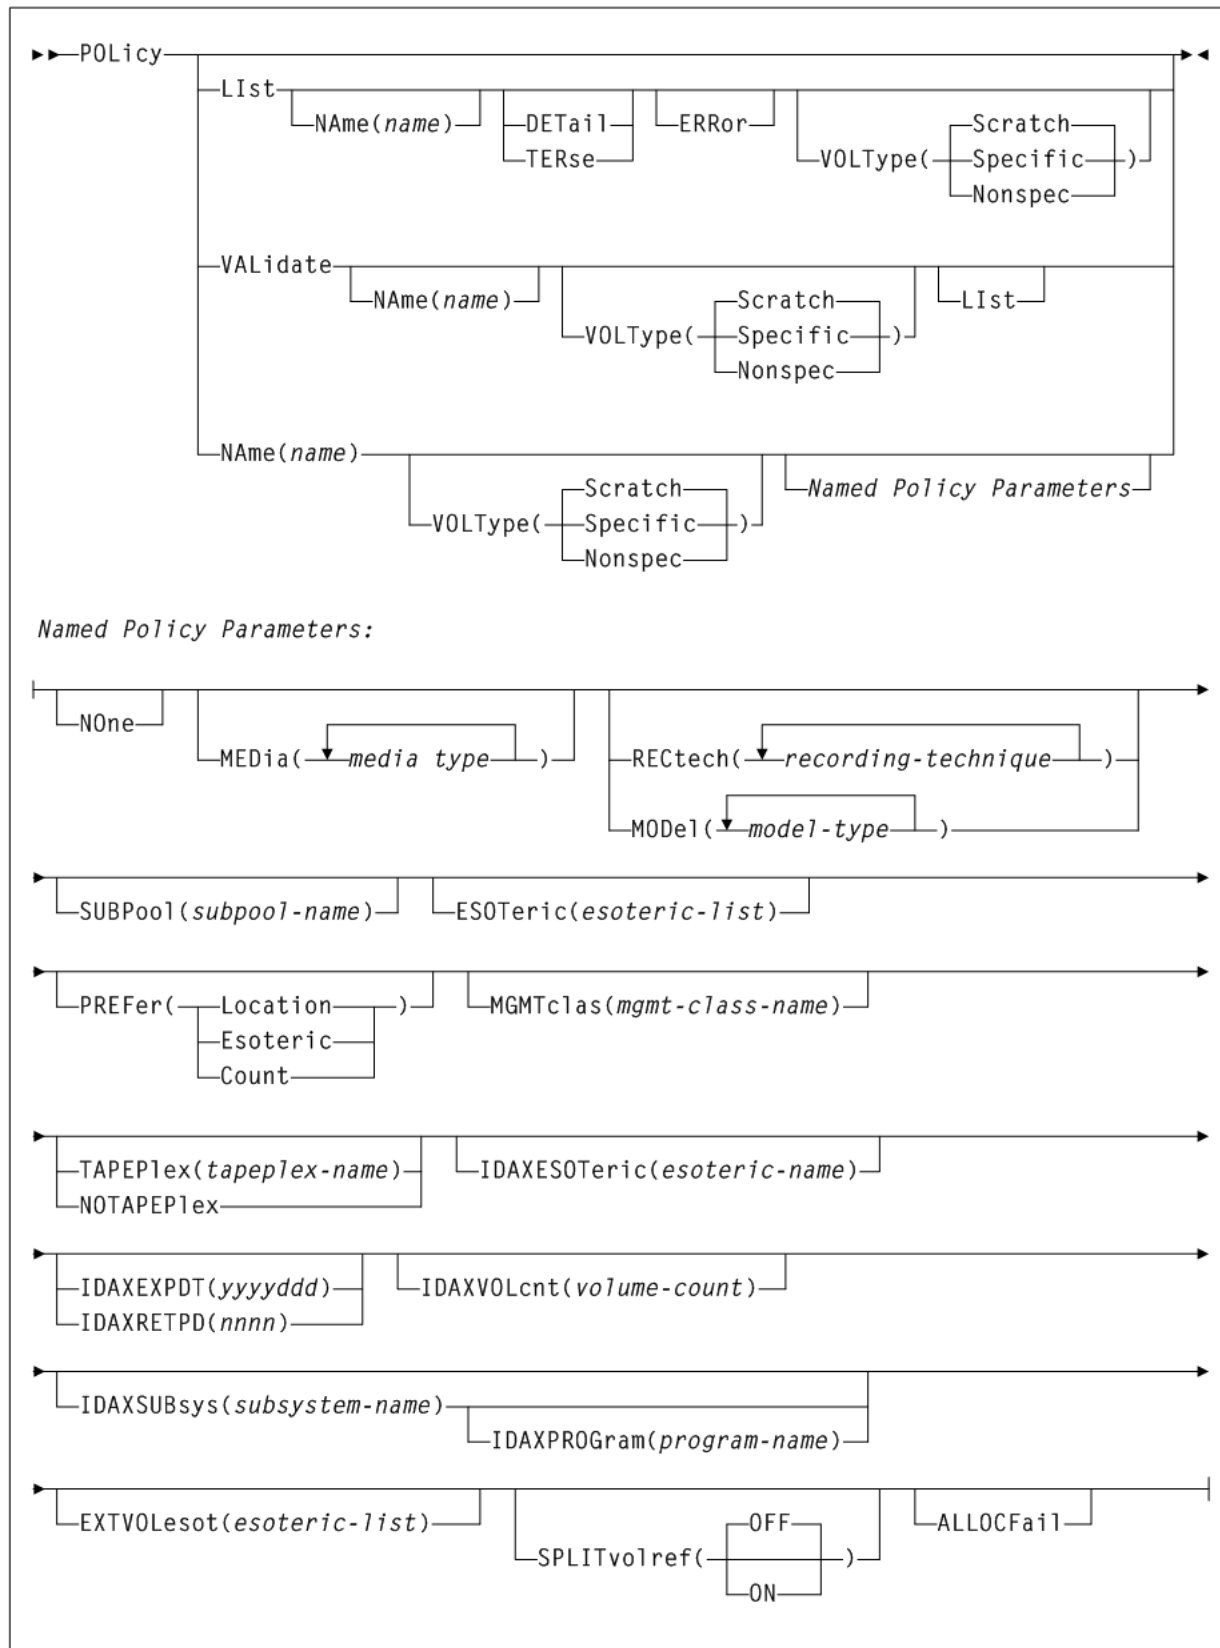 POLicy
LIst
NAme(name)
DETail
TERse
ERRor
VOLType(
Scratch
Specific
Nonspec
)
VALidate
NAme(name)
VOLType(
Scratch
Specific
Nonspec
)
LIst
NAme(name)
VOLType(
Scratch
Specific
Nonspec
)
Named Policy Parameters
Named Policy Parameters:
NOne
MEDia( media type )
RECtech( recording-technique )
MODel( model-type )
SUBPool(subpool-name)
ESOTeric(esoteric-list)
PREFer(
Location
Esoteric
Count
)
MGMTclas(mgmt-class-name)
TAPEPlex(tapeplex-name)
NOTAPEPlex
IDAXESOTeric(esoteric-name)
IDAXEXPDT(yyyyddd)
IDAXRETPD(nnnn)
IDAXVOLcnt(volume-count)
IDAXSUBsys(subsystem-name)
IDAXPROGram(program-name)
EXTVOLesot(esoteric-list)
SPLITvolref(
OFF
ON
)
ALLOCFail